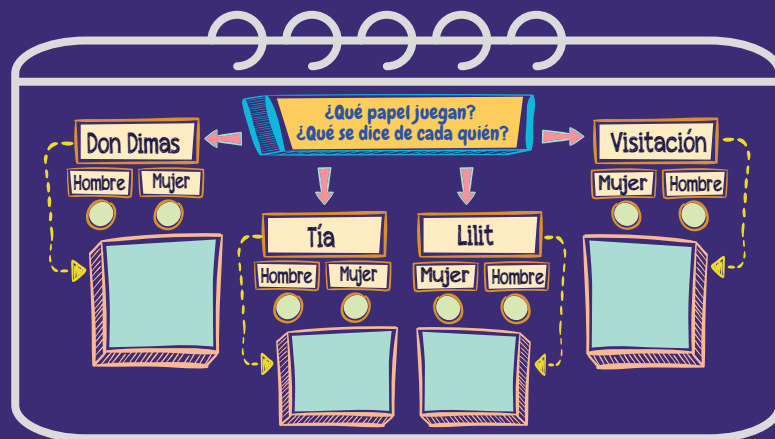 ¿Qué papel juegan?
¿Qué se dice de cada quién?
Don Dimas
Hombre
Mujer
Tía
Hombre
Mujer
Lilit
Mujer
Hombre
Visitación
Mujer
Hombre